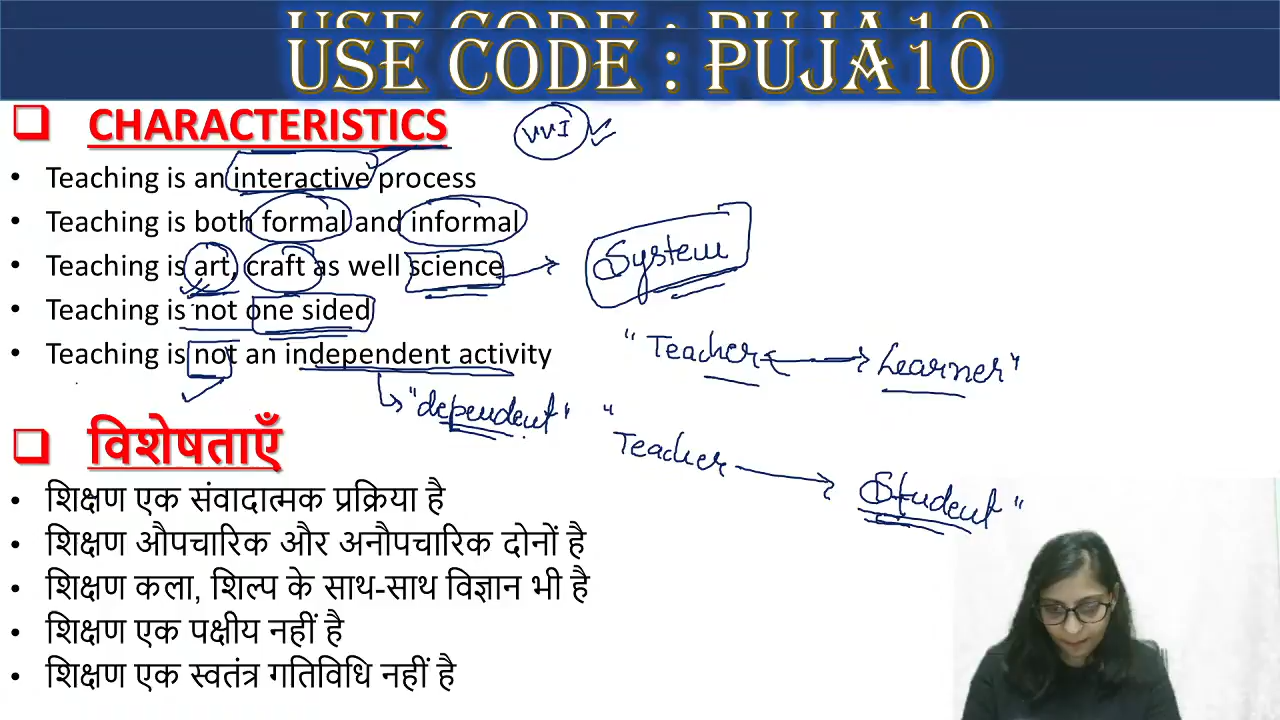 USE CODE : PUJA10
USE CODE : PUJA10
CHARACTERISTICS
VVI
• Teaching is an interactive process
• Teaching is both formal and informal
• Teaching is art, craft as well science
System
• Teaching is not one sided
"Teacher ↔ Learner"
• Teaching is not an independent activity
"dependent"
"Teacher → Student"
विशेषताएँ
• शिक्षण एक संवादात्मक प्रक्रिया है
• शिक्षण औपचारिक और अनौपचारिक दोनों है
• शिक्षण कला, शिल्प के साथ-साथ विज्ञान भी है
• शिक्षण एक पक्षीय नहीं है
• शिक्षण एक स्वतंत्र गतिविधि नहीं है